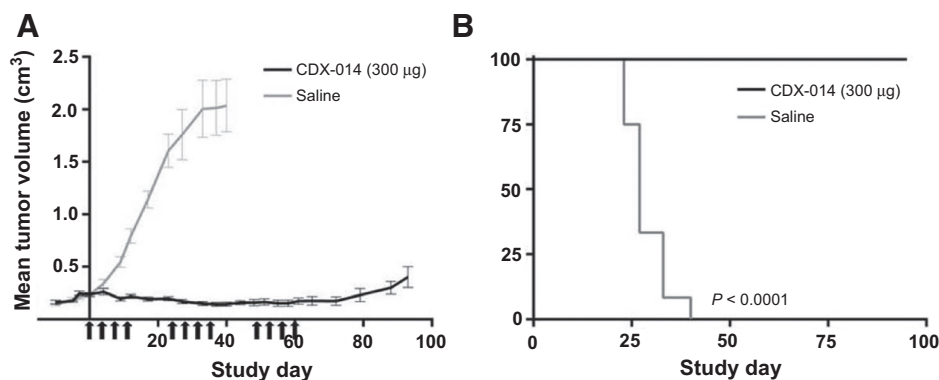 A
Mean tumor volume (cm³)
2.5
2.0
1.5
1.0
0.5
CDX-014 (300 μg)
Saline
20
40
60
80
100
Study day
B
100
75
50
25
0
CDX-014 (300 μg)
Saline
P < 0.0001
0
25
50
75
100
Study day